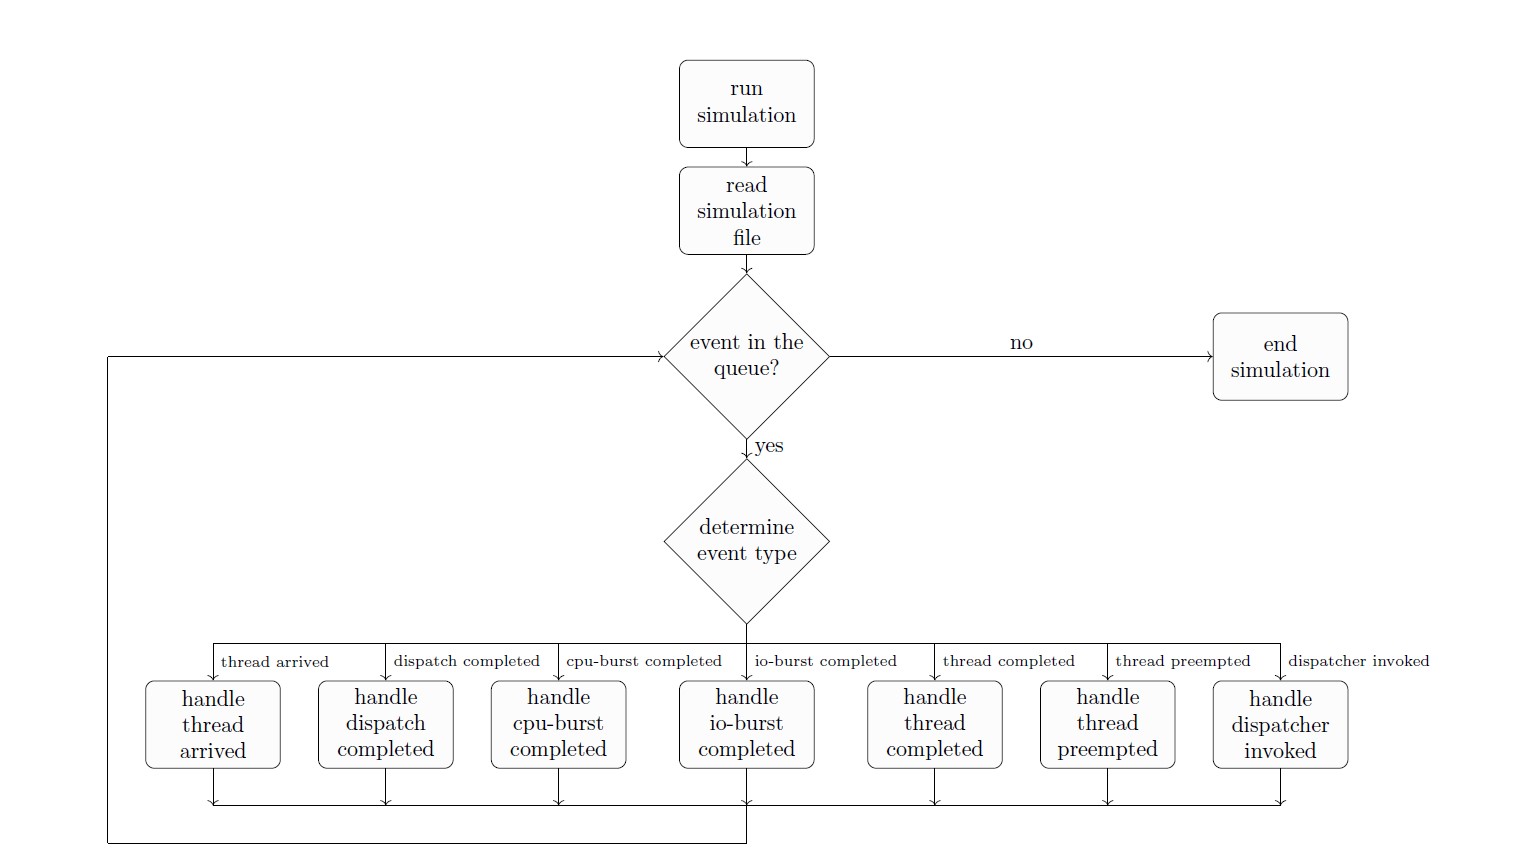 run
simulation
read
simulation
file
event in the
queue?
no
end
simulation
yes
determine
event type
thread arrived
dispatch completed
cpu-burst completed
io-burst completed
thread completed
thread preempted
dispatcher invoked
handle
thread
arrived
handle
dispatch
completed
handle
cpu-burst
completed
handle
io-burst
completed
handle
thread
completed
handle
thread
preempted
handle
dispatcher
invoked